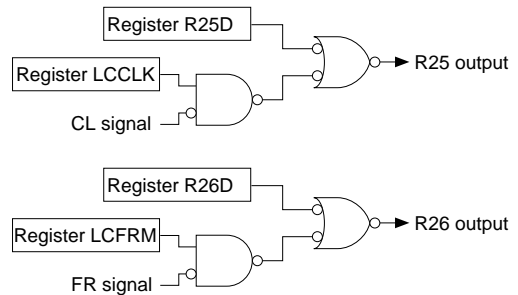 Register R25D
R25 output
Register LCCLK
CL signal
Register R26D
R26 output
Register LCFRM
FR signal